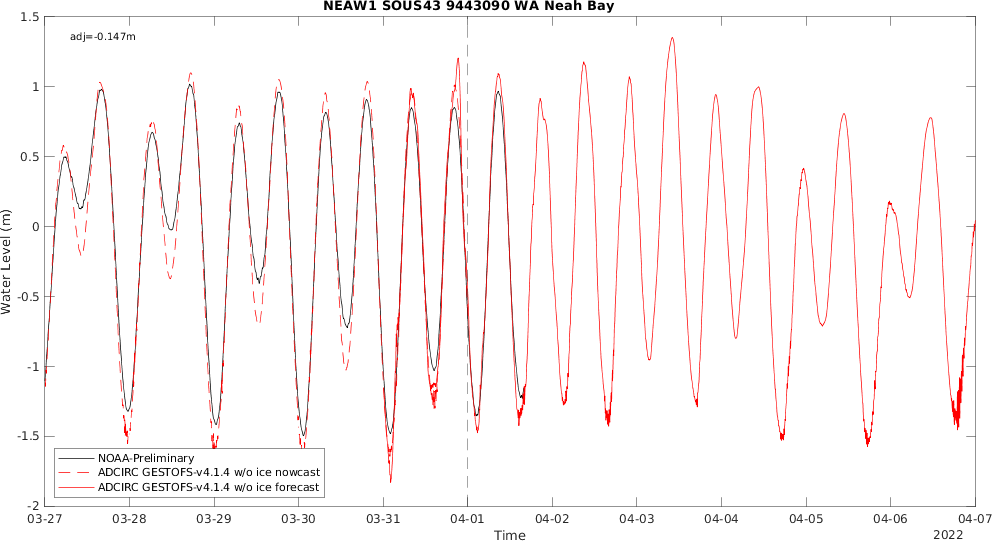 NEAW1 SOUS43 9443090 WA Neah Bay
adj=-0.147m
Water Level (m)
1.5
1
0.5
0
-0.5
-1
-1.5
-2
NOAA-Preliminary
ADCIRC GESTOFS-v4.1.4 w/o ice nowcast
ADCIRC GESTOFS-v4.1.4 w/o ice forecast
03-27 03-28 03-29 03-30 03-31 04-01 04-02 04-03 04-04 04-05 04-06 04-07
Time
2022